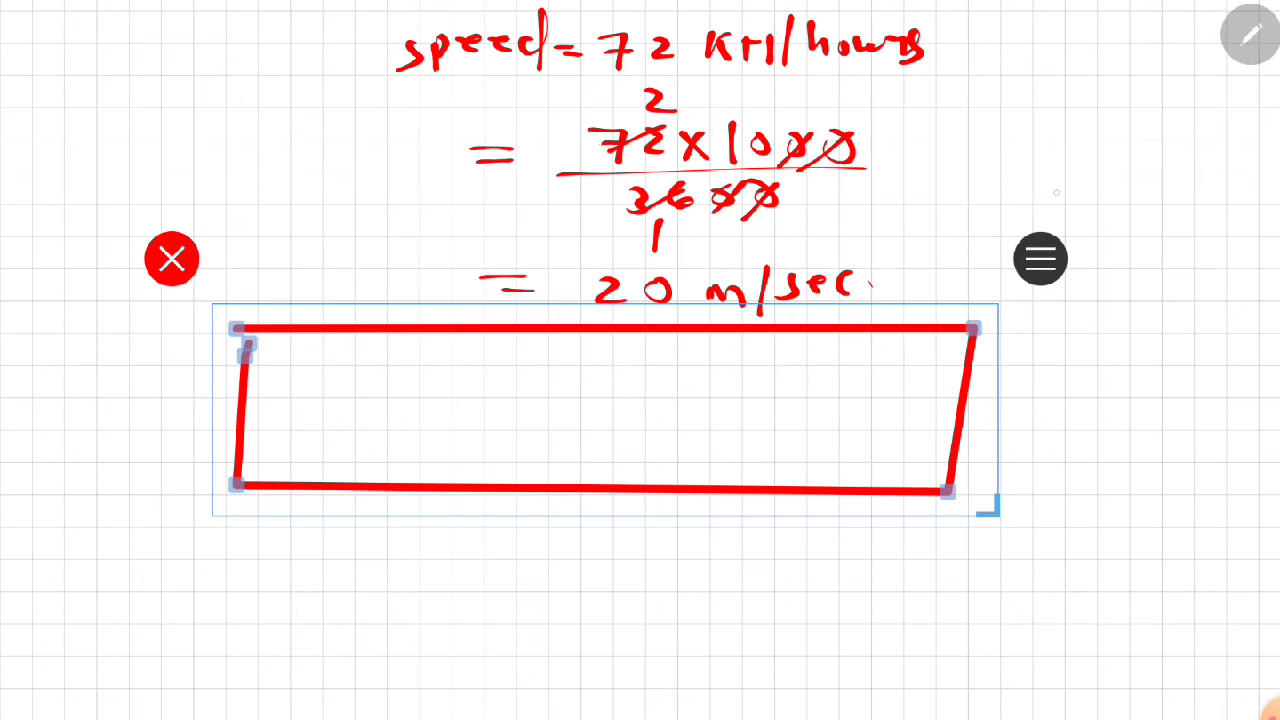 speed = 72 KM/hours
2
= 72 x 1000
3600
1
= 20 m/sec.